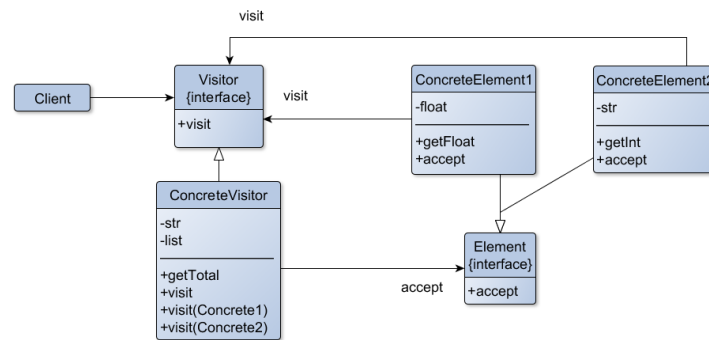 visit
Visitor
{interface}
+visit
Client
visit
ConcreteElement1
-float
+getFloat
+accept
ConcreteElement2
-str
+getInt
+accept
ConcreteVisitor
-str
-list
+getTotal
+visit
+visit(Concrete1)
+visit(Concrete2)
accept
Element
{interface}
+accept